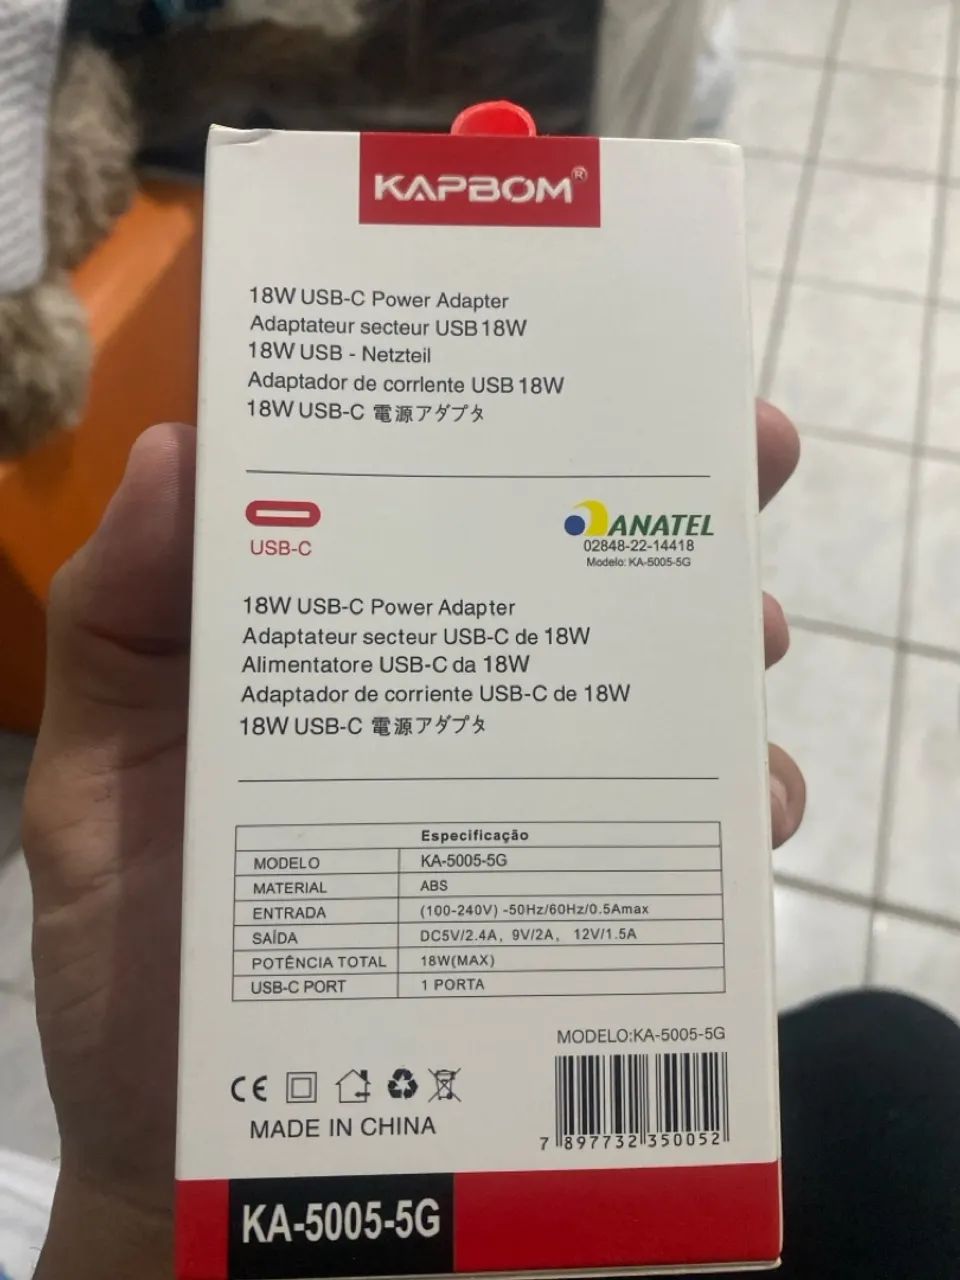 KAPBOM®
18W USB-C Power Adapter
Adaptateur secteur USB 18W
18W USB - Netzteil
Adaptador de corrlente USB 18W
18W USB-C 電源アダプタ
USB-C
ANATEL
02848-22-14418
Modelo: KA-5005-5G
18W USB-C Power Adapter
Adaptateur secteur USB-C de 18W
Alimentatore USB-C da 18W
Adaptador de corriente USB-C de 18W
18W USB-C 電源アダプタ
Especificação
MODELO KA-5005-5G
MATERIAL ABS
ENTRADA (100-240V) -50Hz/60Hz/0.5Amax
SAÍDA DC5V/2.4A, 9V/2A, 12V/1.5A
POTÊNCIA TOTAL 18W(MAX)
USB-C PORT 1 PORTA
MODELO:KA-5005-5G
CE
MADE IN CHINA
7 897732 350052
KA-5005-5G